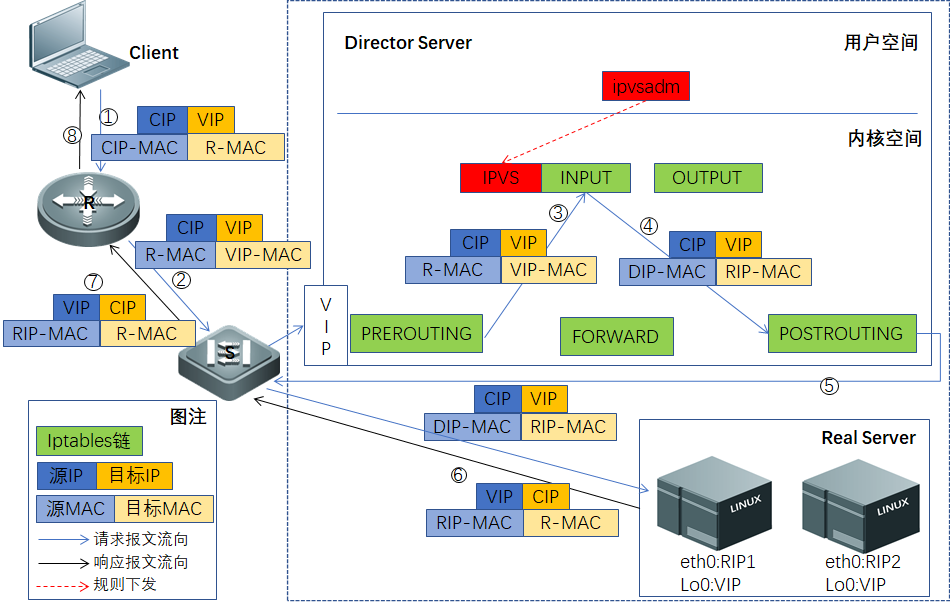 Client
Director Server
用户空间
ipvsadm
内核空间
①
⑧
CIP VIP
CIP-MAC R-MAC
R
IPVS INPUT
OUTPUT
③
④
CIP VIP
R-MAC VIP-MAC
②
CIP VIP
R-MAC VIP-MAC
CIP VIP
DIP-MAC RIP-MAC
⑦
VIP CIP
RIP-MAC R-MAC
S
V
I
P
PREROUTING
FORWARD
POSTROUTING
⑤
CIP VIP
DIP-MAC RIP-MAC
⑥
VIP CIP
RIP-MAC R-MAC
图注
Iptables链
源IP 目标IP
源MAC 目标MAC
请求报文流向
响应报文流向
规则下发
Real Server
LINUX
LINUX
eth0:RIP1
Lo0:VIP
eth0:RIP2
Lo0:VIP